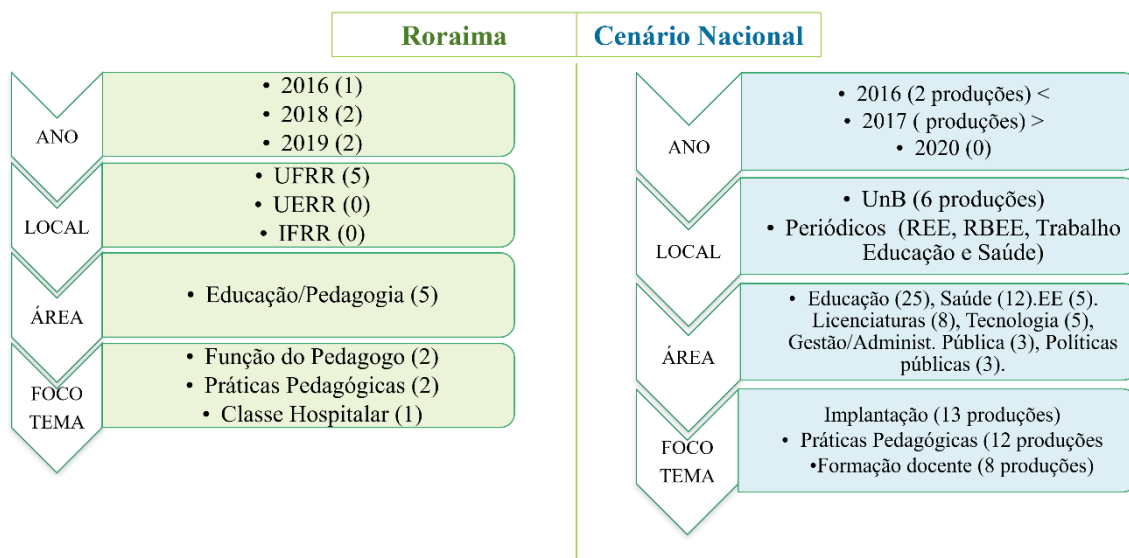 Roraima
Cenário Nacional
ANO
• 2016 (1)
• 2018 (2)
• 2019 (2)
LOCAL
• UFRR (5)
• UERR (0)
• IFRR (0)
ÁREA
• Educação/Pedagogia (5)
FOCO
TEMA
• Função do Pedagogo (2)
• Práticas Pedagógicas (2)
• Classe Hospitalar (1)
ANO
• 2016 (2 produções) <
• 2017 ( produções) >
• 2020 (0)
LOCAL
• UnB (6 produções)
• Periódicos (REE, RBEE, Trabalho
Educação e Saúde)
ÁREA
• Educação (25), Saúde (12).EE (5).
Licenciaturas (8), Tecnologia (5),
Gestão/Administ. Pública (3), Políticas
públicas (3).
FOCO
TEMA
Implantação (13 produções)
• Práticas Pedagógicas (12 produções
•Formação docente (8 produções)